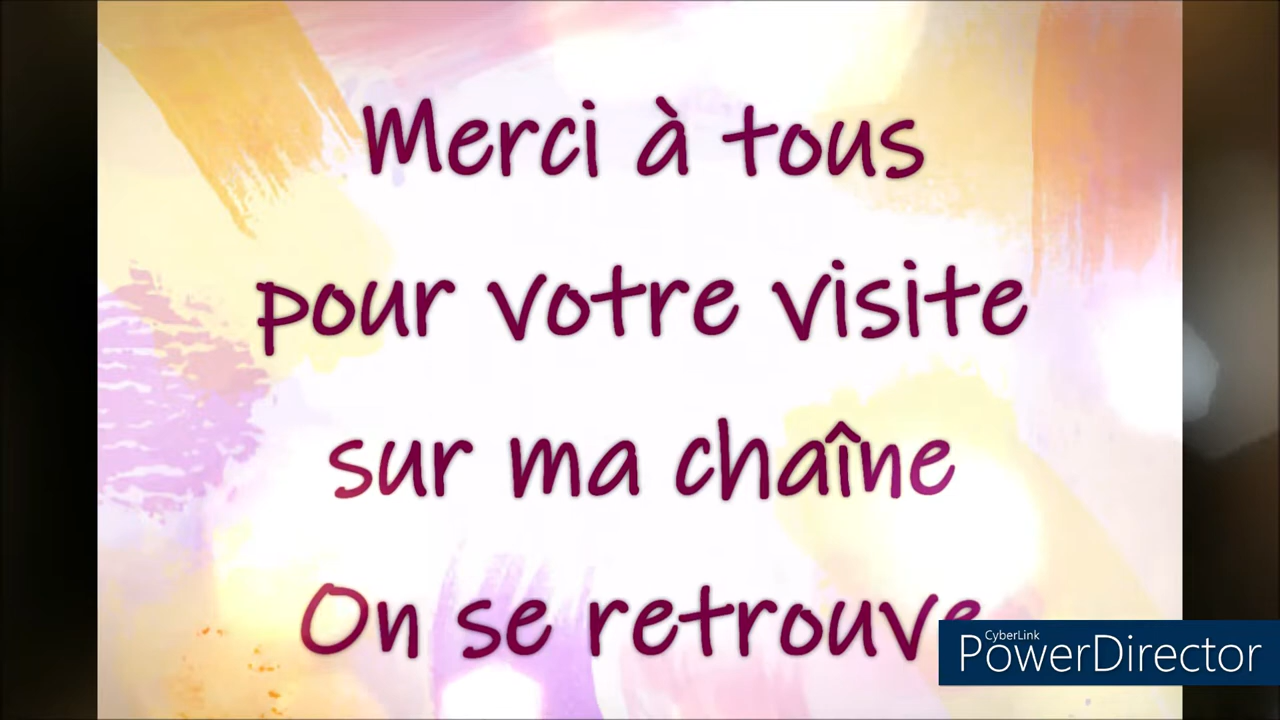 Merci à tous
pour votre visite
sur ma chaîne
On se retrouve
CyberLink
PowerDirector